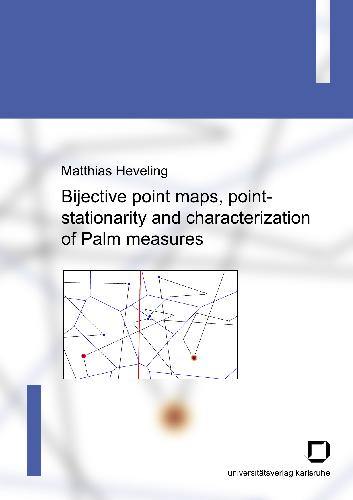 Matthias Heveling
Bijective point maps, point-
stationarity and characterization
of Palm measures
universitätsverlag karlsruhe